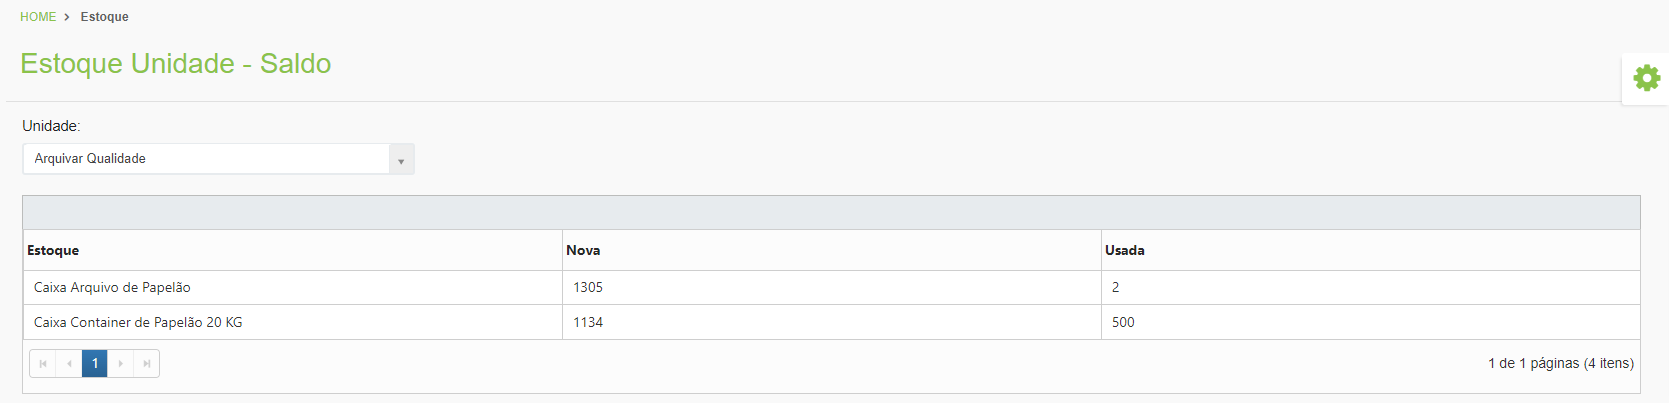 HOME > Estoque
Estoque Unidade - Saldo
Unidade:
Arquivar Qualidade
Estoque Nova Usada
Caixa Arquivo de Papelão 1305 2
Caixa Container de Papelão 20 KG 1134 500
1 1 de 1 páginas (4 itens)